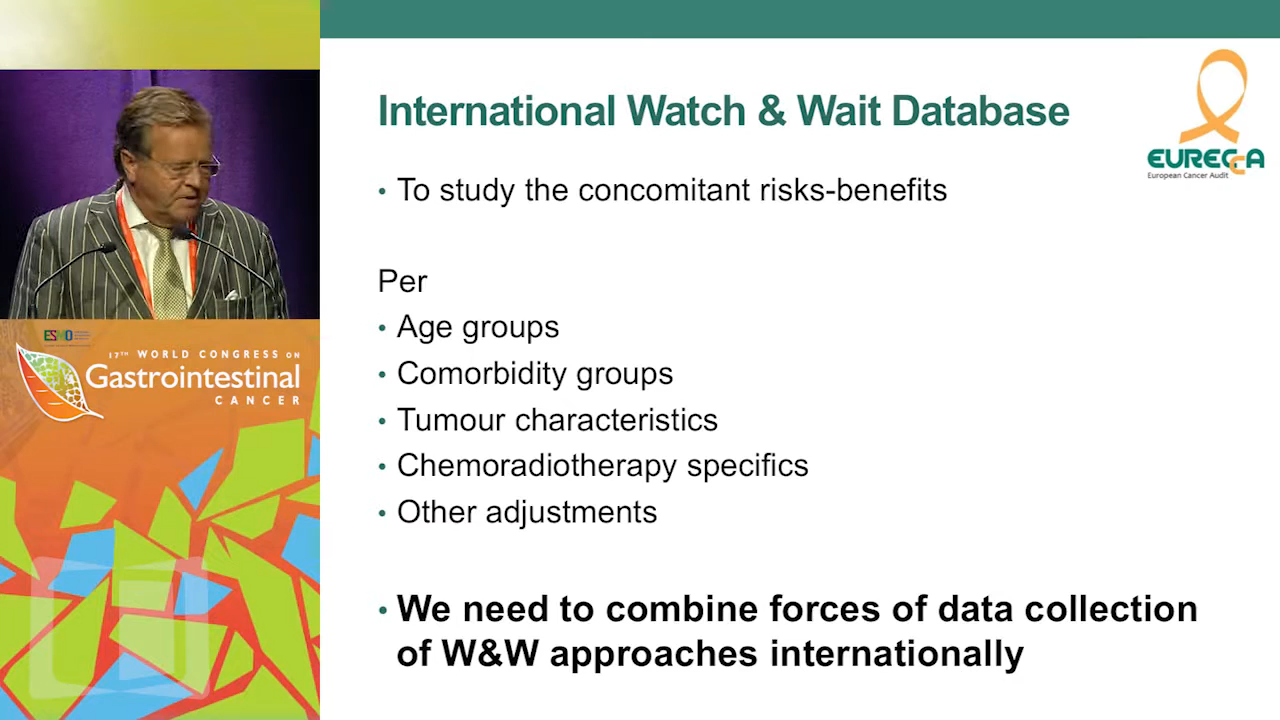 International Watch & Wait Database
• To study the concomitant risks-benefits
Per
• Age groups
• Comorbidity groups
• Tumour characteristics
• Chemoradiotherapy specifics
• Other adjustments
• We need to combine forces of data collection
of W&W approaches internationally
EURECCA
European Cancer Audit
ESMO
17TH WORLD CONGRESS ON
Gastrointestinal
CANCER